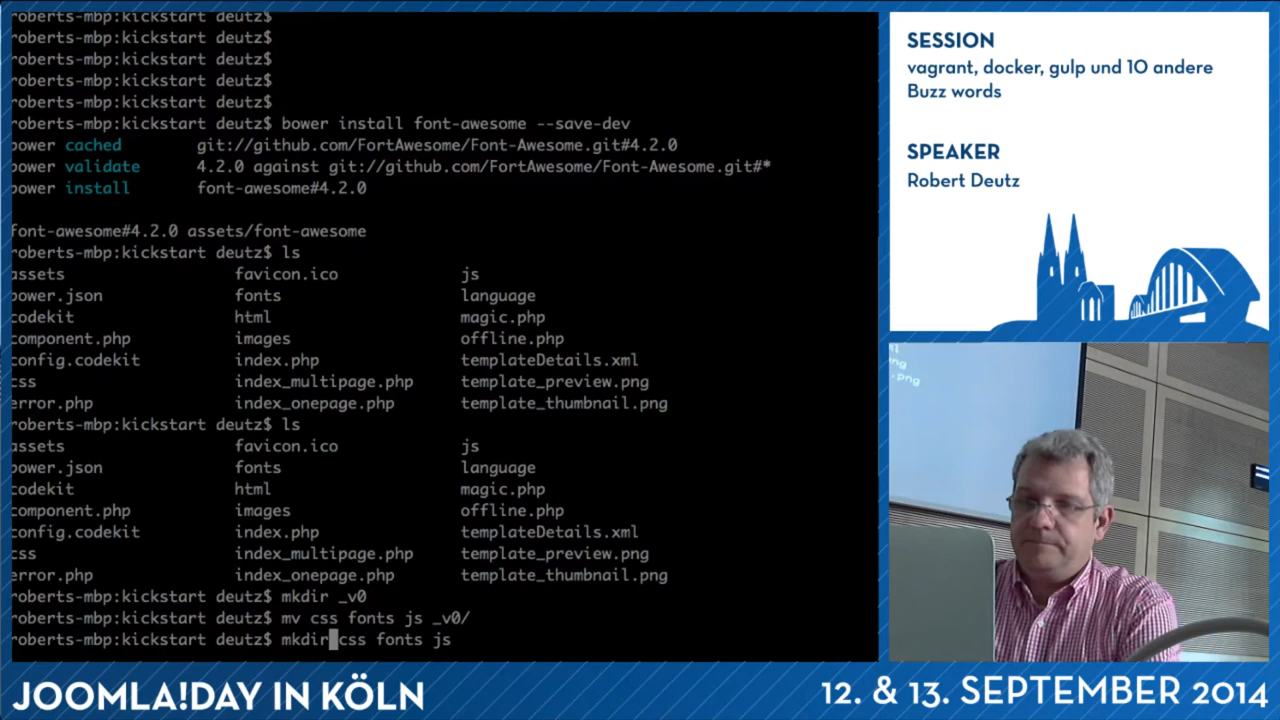 roberts-mbp:kickstart deutz$
roberts-mbp:kickstart deutz$
roberts-mbp:kickstart deutz$
roberts-mbp:kickstart deutz$
roberts-mbp:kickstart deutz$
roberts-mbp:kickstart deutz$ bower install font-awesome --save-dev
bower cached git://github.com/FortAwesome/Font-Awesome.git#4.2.0
bower validate 4.2.0 against git://github.com/FortAwesome/Font-Awesome.git#*
bower install font-awesome#4.2.0
font-awesome#4.2.0 assets/font-awesome
roberts-mbp:kickstart deutz$ ls
assets favicon.ico js
bower.json fonts language
codekit html magic.php
component.php images offline.php
config.codekit index.php templateDetails.xml
css index_multipage.php template_preview.png
error.php index_onepage.php template_thumbnail.png
roberts-mbp:kickstart deutz$ ls
assets favicon.ico js
bower.json fonts language
codekit html magic.php
component.php images offline.php
config.codekit index.php templateDetails.xml
css index_multipage.php template_preview.png
error.php index_onepage.php template_thumbnail.png
roberts-mbp:kickstart deutz$ mkdir _v0
roberts-mbp:kickstart deutz$ mv css fonts js _v0/
roberts-mbp:kickstart deutz$ mkdir css fonts js
SESSION
vagrant, docker, gulp und 10 andere
Buzz words
SPEAKER
Robert Deutz
JOOMLA!DAY IN KÖLN
12. & 13. SEPTEMBER 2014